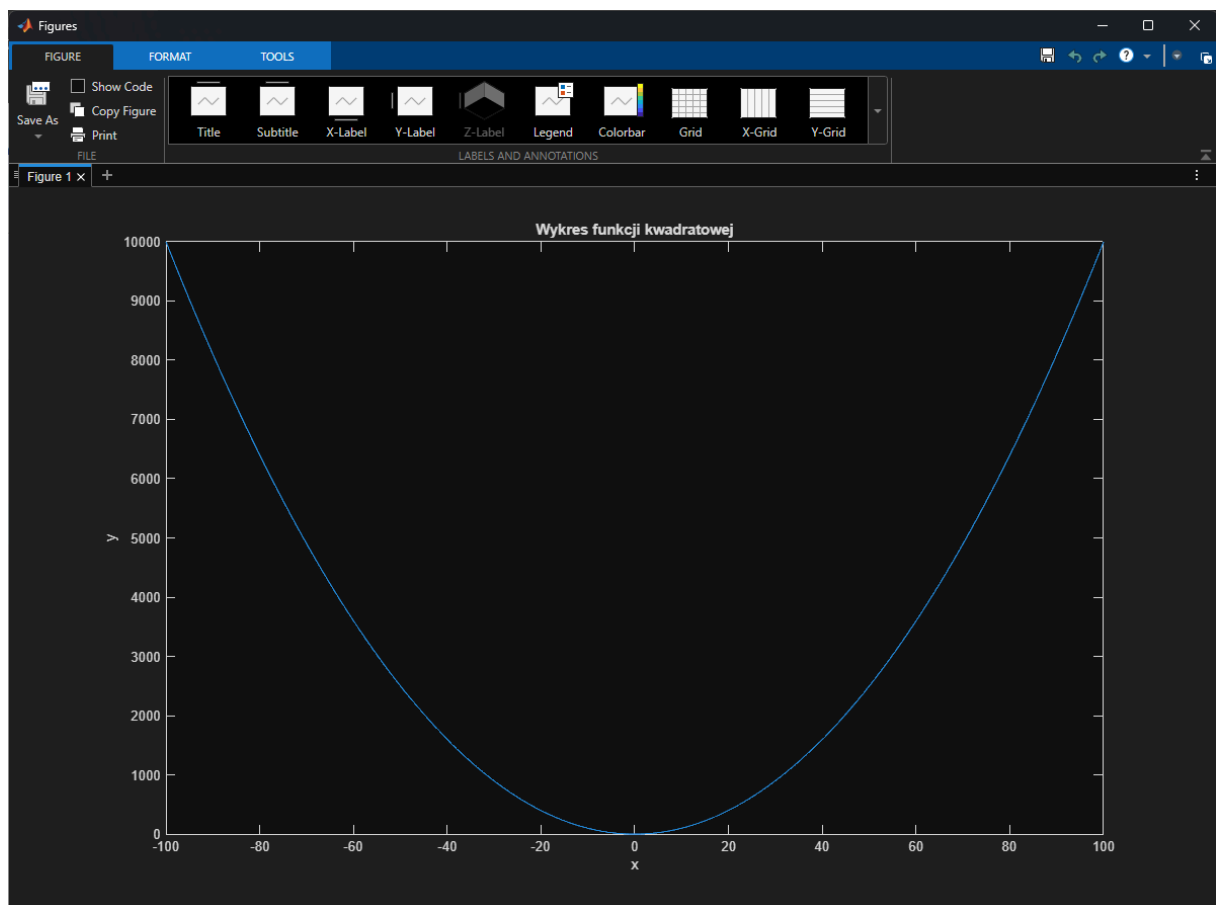 Figures
FIGURE FORMAT TOOLS
Save As
Show Code
Copy Figure
Print
FILE
Title Subtitle X-Label Y-Label Z-Label Legend Colorbar Grid X-Grid Y-Grid
LABELS AND ANNOTATIONS
Figure 1
Wykres funkcji kwadratowej
10000
9000
8000
7000
6000
5000
4000
3000
2000
1000
0
y
-100 -80 -60 -40 -20 0 20 40 60 80 100
x